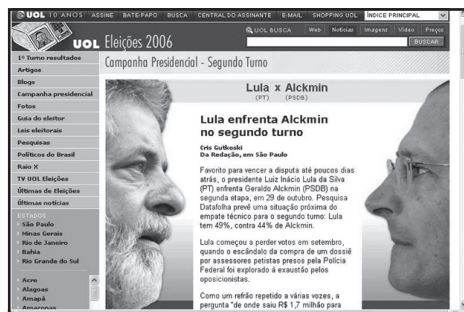 UOL 10 ANOS ASSINE BATE-PAPO BUSCA CENTRAL DO ASSINANTE E-MAIL SHOPPING UOL ÍNDICE PRINCIPAL
UOL BUSCA Web Notícias Imagens Vídeo Preços
UOL Eleições 2006
BUSCAR
1º Turno resultados
Artigos
Blogs
Campanha presidencial
Fotos
Guia do eleitor
Leis eleitorais
Pesquisas
Políticos do Brasil
Raio X
TV UOL Eleições
Últimas de Eleições
Últimas notícias
ESTADOS
São Paulo
Minas Gerais
Rio de Janeiro
Bahia
Rio Grande do Sul
Acre
Alagoas
Amapá
Amazonas
Campanha Presidencial - Segundo Turno
Lula x Alckmin
(PT) (PSDB)
Lula enfrenta Alckmin
no segundo turno
Cris Gutkoski
Da Redação, em São Paulo
Favorito para vencer a disputa até poucos dias
atrás, o presidente Luiz Inácio Lula da Silva
(PT) enfrenta Geraldo Alckmin (PSDB) na
segunda etapa, em 29 de outubro. Pesquisa
Datafolha prevê uma situação próxima do
empate técnico para o segundo turno: Lula
tem 49%, contra 44% de Alckmin.
Lula começou a perder votos em setembro,
quando o escândalo da compra de um dossiê
por assessores petistas presos pela Polícia
Federal foi explorado à exaustão pelos
oposicionistas.
Como um refrão repetido a várias vozes, a
pergunta "de onde saiu R$ 1,7 milhão para